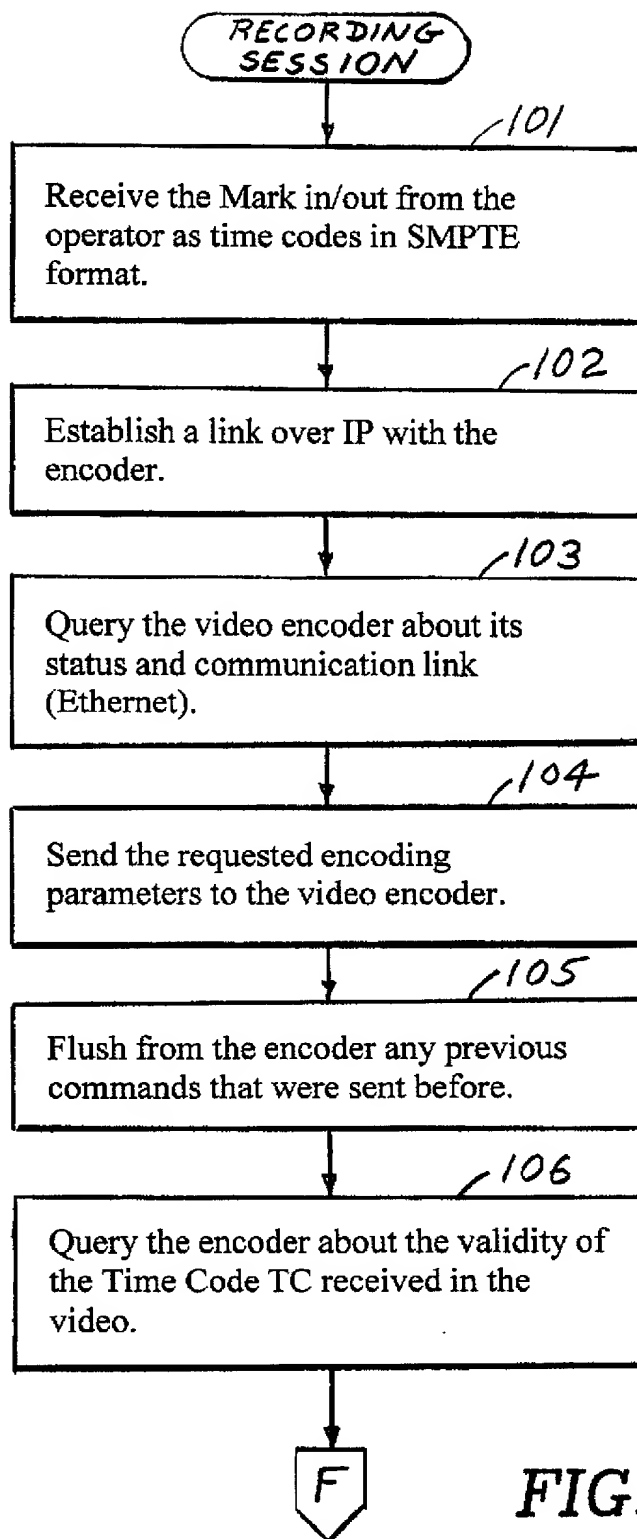 RECORDING
SESSION
101
Receive the Mark in/out from the
operator as time codes in SMPTE
format.
102
Establish a link over IP with the
encoder.
103
Query the video encoder about its
status and communication link
(Ethernet).
104
Send the requested encoding
parameters to the video encoder.
105
Flush from the encoder any previous
commands that were sent before.
106
Query the encoder about the validity of
the Time Code TC received in the
video.
F
FIG.